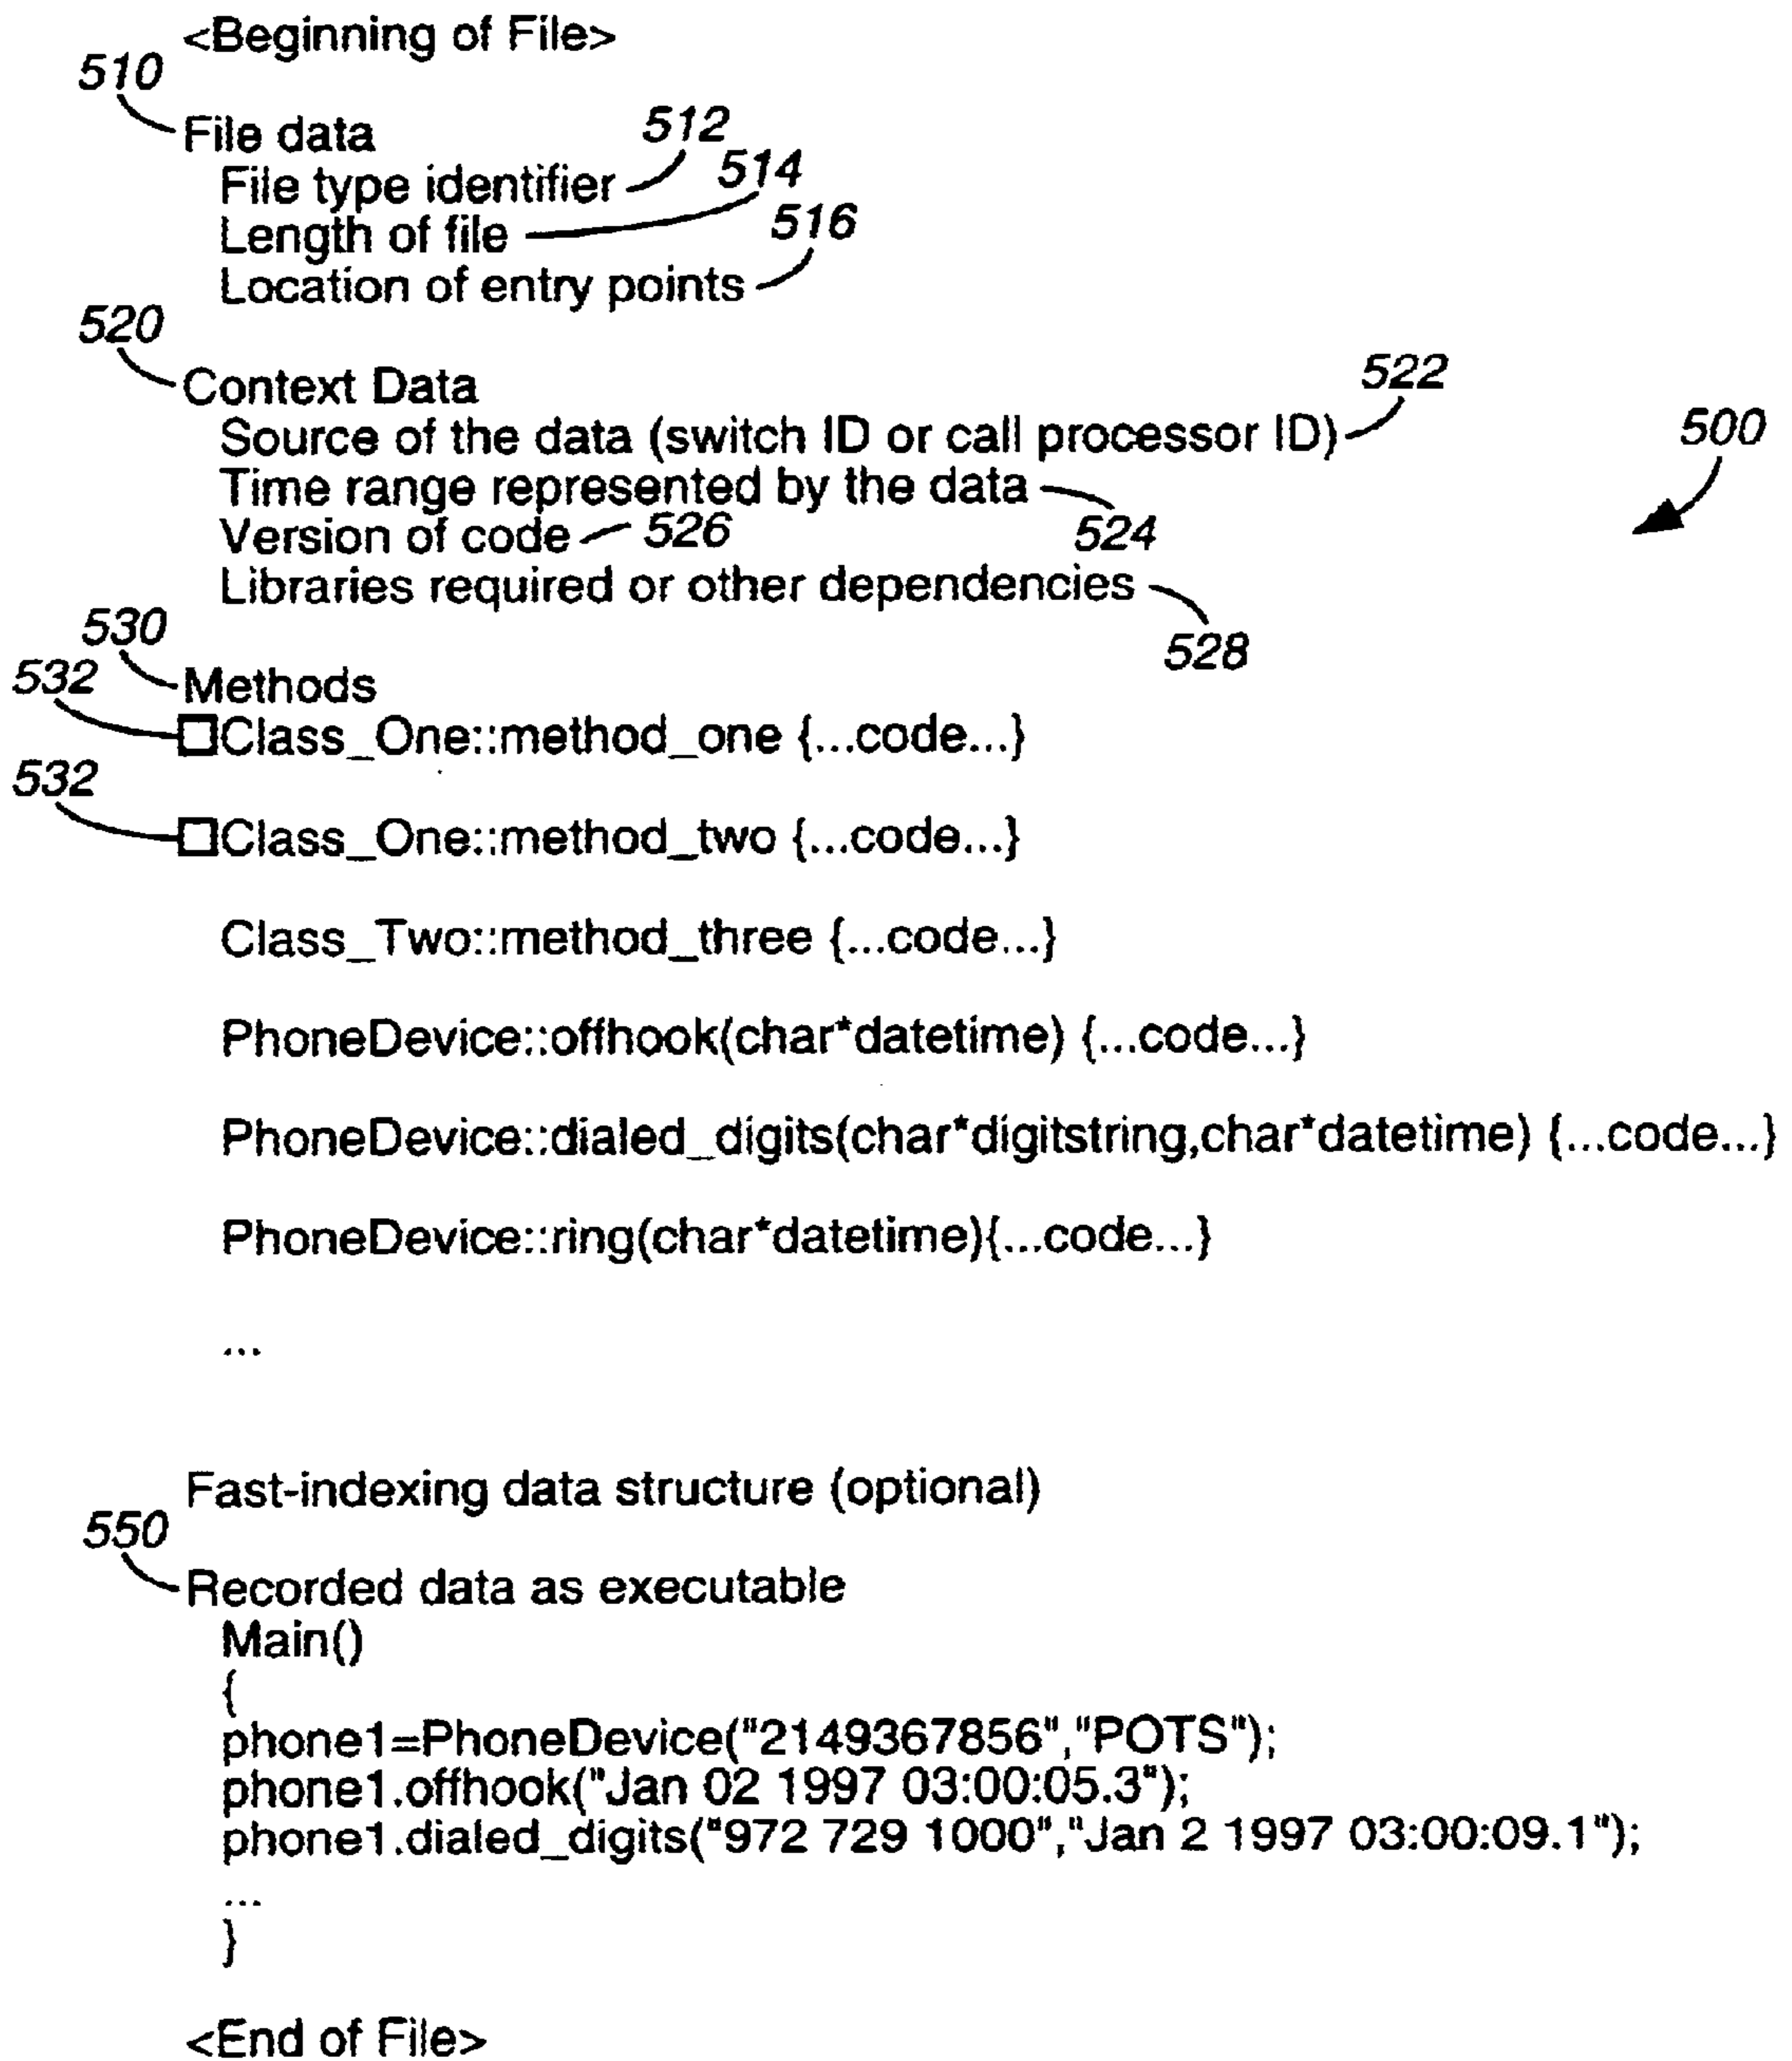 <Beginning of File>
510
File data
512
File type identifier
514
Length of file
516
Location of entry points
520
Context Data
522
Source of the data (switch ID or call processor ID)
500
Time range represented by the data
524
Version of code 526
Libraries required or other dependencies
528
530
Methods
532
Class_One::method_one {...code...}
532
Class_One::method_two {...code...}
Class_Two::method_three {...code...}
PhoneDevice::offhook(char*datetime) {...code...}
PhoneDevice::dialed_digits(char*digitstring,char*datetime) {...code...}
PhoneDevice::ring(char*datetime){...code...}
...
Fast-indexing data structure (optional)
550
Recorded data as executable
Main()
{
phone1=PhoneDevice("2149367856","POTS");
phone1.offhook("Jan 02 1997 03:00:05.3");
phone1.dialed_digits("972 729 1000","Jan 2 1997 03:00:09.1");
...
}
<End of File>